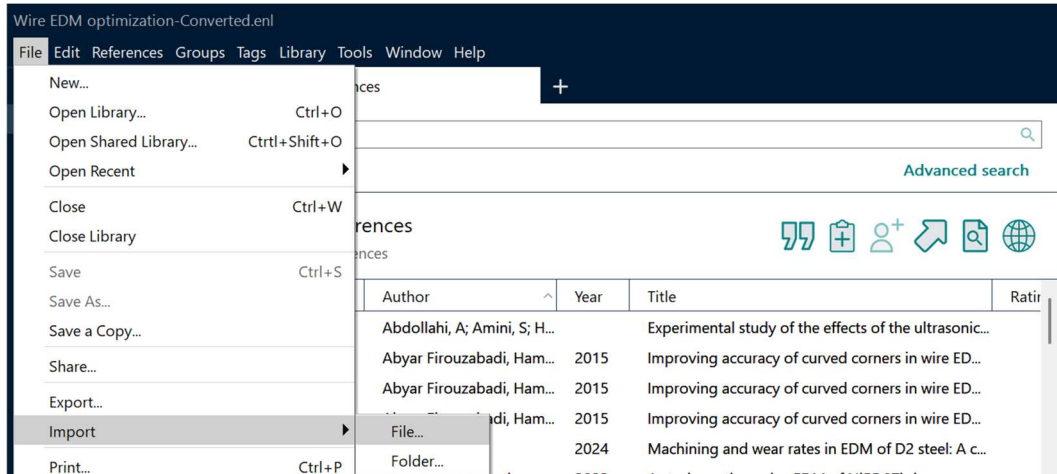 Wire EDM optimization-Converted.enl
File Edit References Groups Tags Library Tools Window Help
New...
Open Library... Ctrl+O
Open Shared Library... Ctrtl+Shift+O
Open Recent
Close Ctrl+W
Close Library
Save Ctrl+S
Save As...
Save a Copy...
Share...
Export...
Import
Print... Ctrl+P
File...
Folder...
+
Advanced search
Author Year Title
Abdollahi, A; Amini, S; H... Experimental study of the effects of the ultrasonic...
Abyar Firouzabadi, Ham... 2015 Improving accuracy of curved corners in wire ED...
Abyar Firouzabadi, Ham... 2015 Improving accuracy of curved corners in wire ED...
Ham... 2015 Improving accuracy of curved corners in wire ED...
2024 Machining and wear rates in EDM of D2 steel: A c...